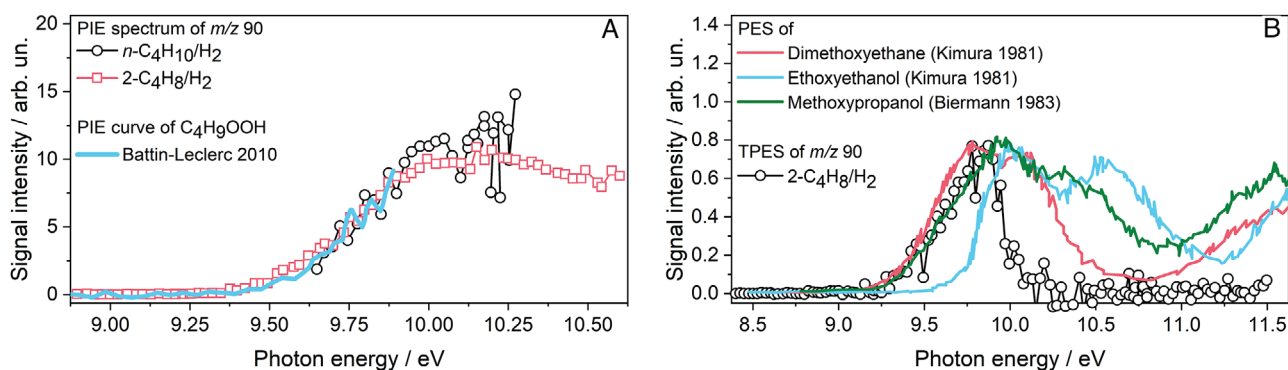 A
PIE spectrum of m/z 90
n-C₄H₁₀/H₂
2-C₄H₈/H₂
PIE curve of C₄H₉OOH
Battin-Leclerc 2010
20
15
10
5
0
Signal intensity / arb. un.
9.00 9.25 9.50 9.75 10.00 10.25 10.50
Photon energy / eV
B
PES of
Dimethoxyethane (Kimura 1981)
Ethoxyethanol (Kimura 1981)
Methoxypropanol (Biermann 1983)
TPES of m/z 90
2-C₄H₈/H₂
1.4
1.2
1.0
0.8
0.6
0.4
0.2
0.0
Signal intensity / arb. un.
8.5 9.0 9.5 10.0 10.5 11.0 11.5
Photon energy / eV